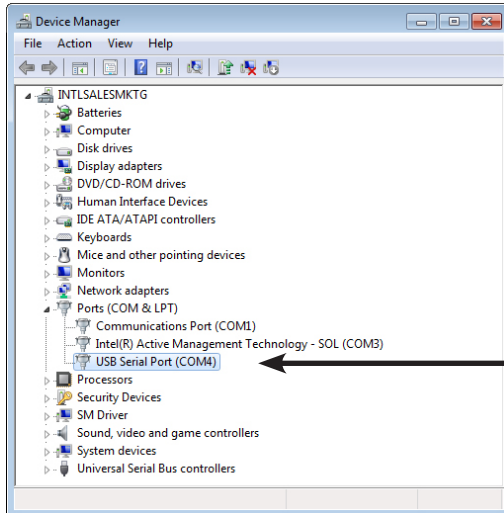 Device Manager
File Action View Help
INTLSALESMKTG
Batteries
Computer
Disk drives
Display adapters
DVD/CD-ROM drives
Human Interface Devices
IDE ATA/ATAPI controllers
Keyboards
Mice and other pointing devices
Monitors
Network adapters
Ports (COM & LPT)
Communications Port (COM1)
Intel(R) Active Management Technology - SOL (COM3)
USB Serial Port (COM4)
Processors
Security Devices
SM Driver
Sound, video and game controllers
System devices
Universal Serial Bus controllers